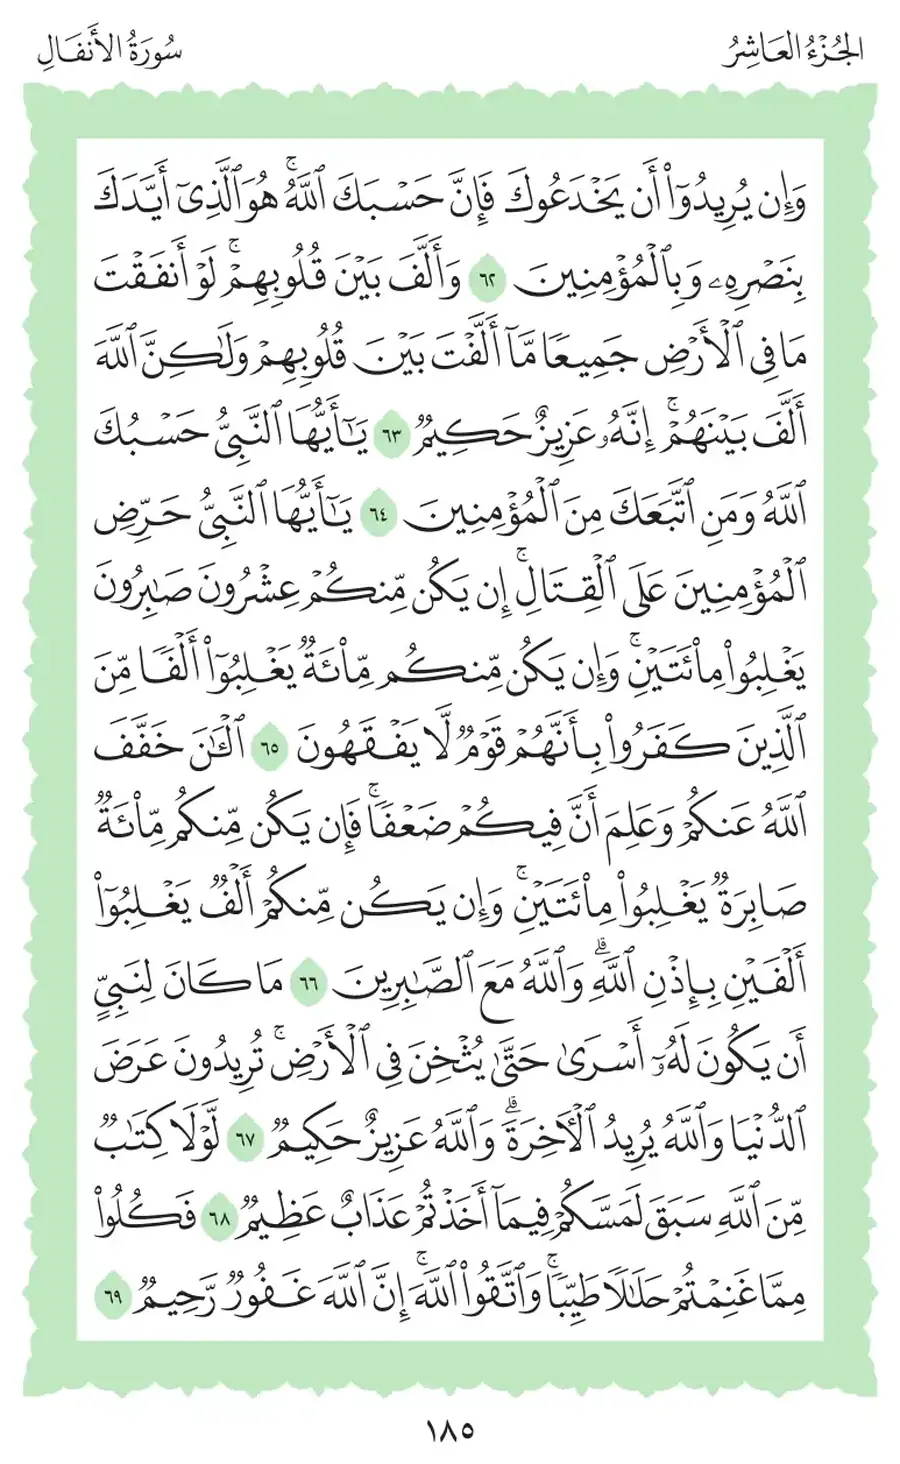 الجُزْءُ العَاشِرُ
سُورَةُ الأَنفَالِ
وَإِن يُرِيدُوٓا۟ أَن يَخْدَعُوكَ فَإِنَّ حَسْبَكَ ٱللَّهُ ۚ هُوَ ٱلَّذِىٓ أَيَّدَكَ
بِنَصْرِهِۦ وَبِٱلْمُؤْمِنِينَ ٦٢ وَأَلَّفَ بَيْنَ قُلُوبِهِمْ ۚ لَوْ أَنفَقْتَ
مَا فِى ٱلْأَرْضِ جَمِيعًا مَّآ أَلَّفْتَ بَيْنَ قُلُوبِهِمْ وَلَٰكِنَّ ٱللَّهَ
أَلَّفَ بَيْنَهُمْ ۚ إِنَّهُۥ عَزِيزٌ حَكِيمٌ ٦٣ يَٰٓأَيُّهَا ٱلنَّبِىُّ حَسْبُكَ
ٱللَّهُ وَمَنِ ٱتَّبَعَكَ مِنَ ٱلْمُؤْمِنِينَ ٦٤ يَٰٓأَيُّهَا ٱلنَّبِىُّ حَرِّضِ
ٱلْمُؤْمِنِينَ عَلَى ٱلْقِتَالِ ۚ إِن يَكُن مِّنكُمْ عِشْرُونَ صَٰبِرُونَ
يَغْلِبُوا۟ مِا۟ئَتَيْنِ ۚ وَإِن يَكُن مِّنكُم مِّا۟ئَةٌ يَغْلِبُوٓا۟ أَلْفًا مِّنَ
ٱلَّذِينَ كَفَرُوا۟ بِأَنَّهُمْ قَوْمٌ لَّا يَفْقَهُونَ ٦٥ ٱلْـَٰٔنَ خَفَّفَ
ٱللَّهُ عَنكُمْ وَعَلِمَ أَنَّ فِيكُمْ ضَعْفًا ۚ فَإِن يَكُن مِّنكُم مِّا۟ئَةٌ
صَابِرَةٌ يَغْلِبُوا۟ مِا۟ئَتَيْنِ ۚ وَإِن يَكُن مِّنكُمْ أَلْفٌ يَغْلِبُوٓا۟
أَلْفَيْنِ بِإِذْنِ ٱللَّهِ ۗ وَٱللَّهُ مَعَ ٱلصَّٰبِرِينَ ٦٦ مَا كَانَ لِنَبِىٍّ
أَن يَكُونَ لَهُۥٓ أَسْرَىٰ حَتَّىٰ يُثْخِنَ فِى ٱلْأَرْضِ ۚ تُرِيدُونَ عَرَضَ
ٱلدُّنْيَا وَٱللَّهُ يُرِيدُ ٱلْـَٔاخِرَةَ ۗ وَٱللَّهُ عَزِيزٌ حَكِيمٌ ٦٧ لَّوْلَا كِتَٰبٌ
مِّنَ ٱللَّهِ سَبَقَ لَمَسَّكُمْ فِيمَآ أَخَذْتُمْ عَذَابٌ عَظِيمٌ ٦٨ فَكُلُوا۟
مِمَّا غَنِمْتُمْ حَلَٰلًا طَيِّبًا ۚ وَٱتَّقُوا۟ ٱللَّهَ ۚ إِنَّ ٱللَّهَ غَفُورٌ رَّحِيمٌ ٦٩
١٨٥